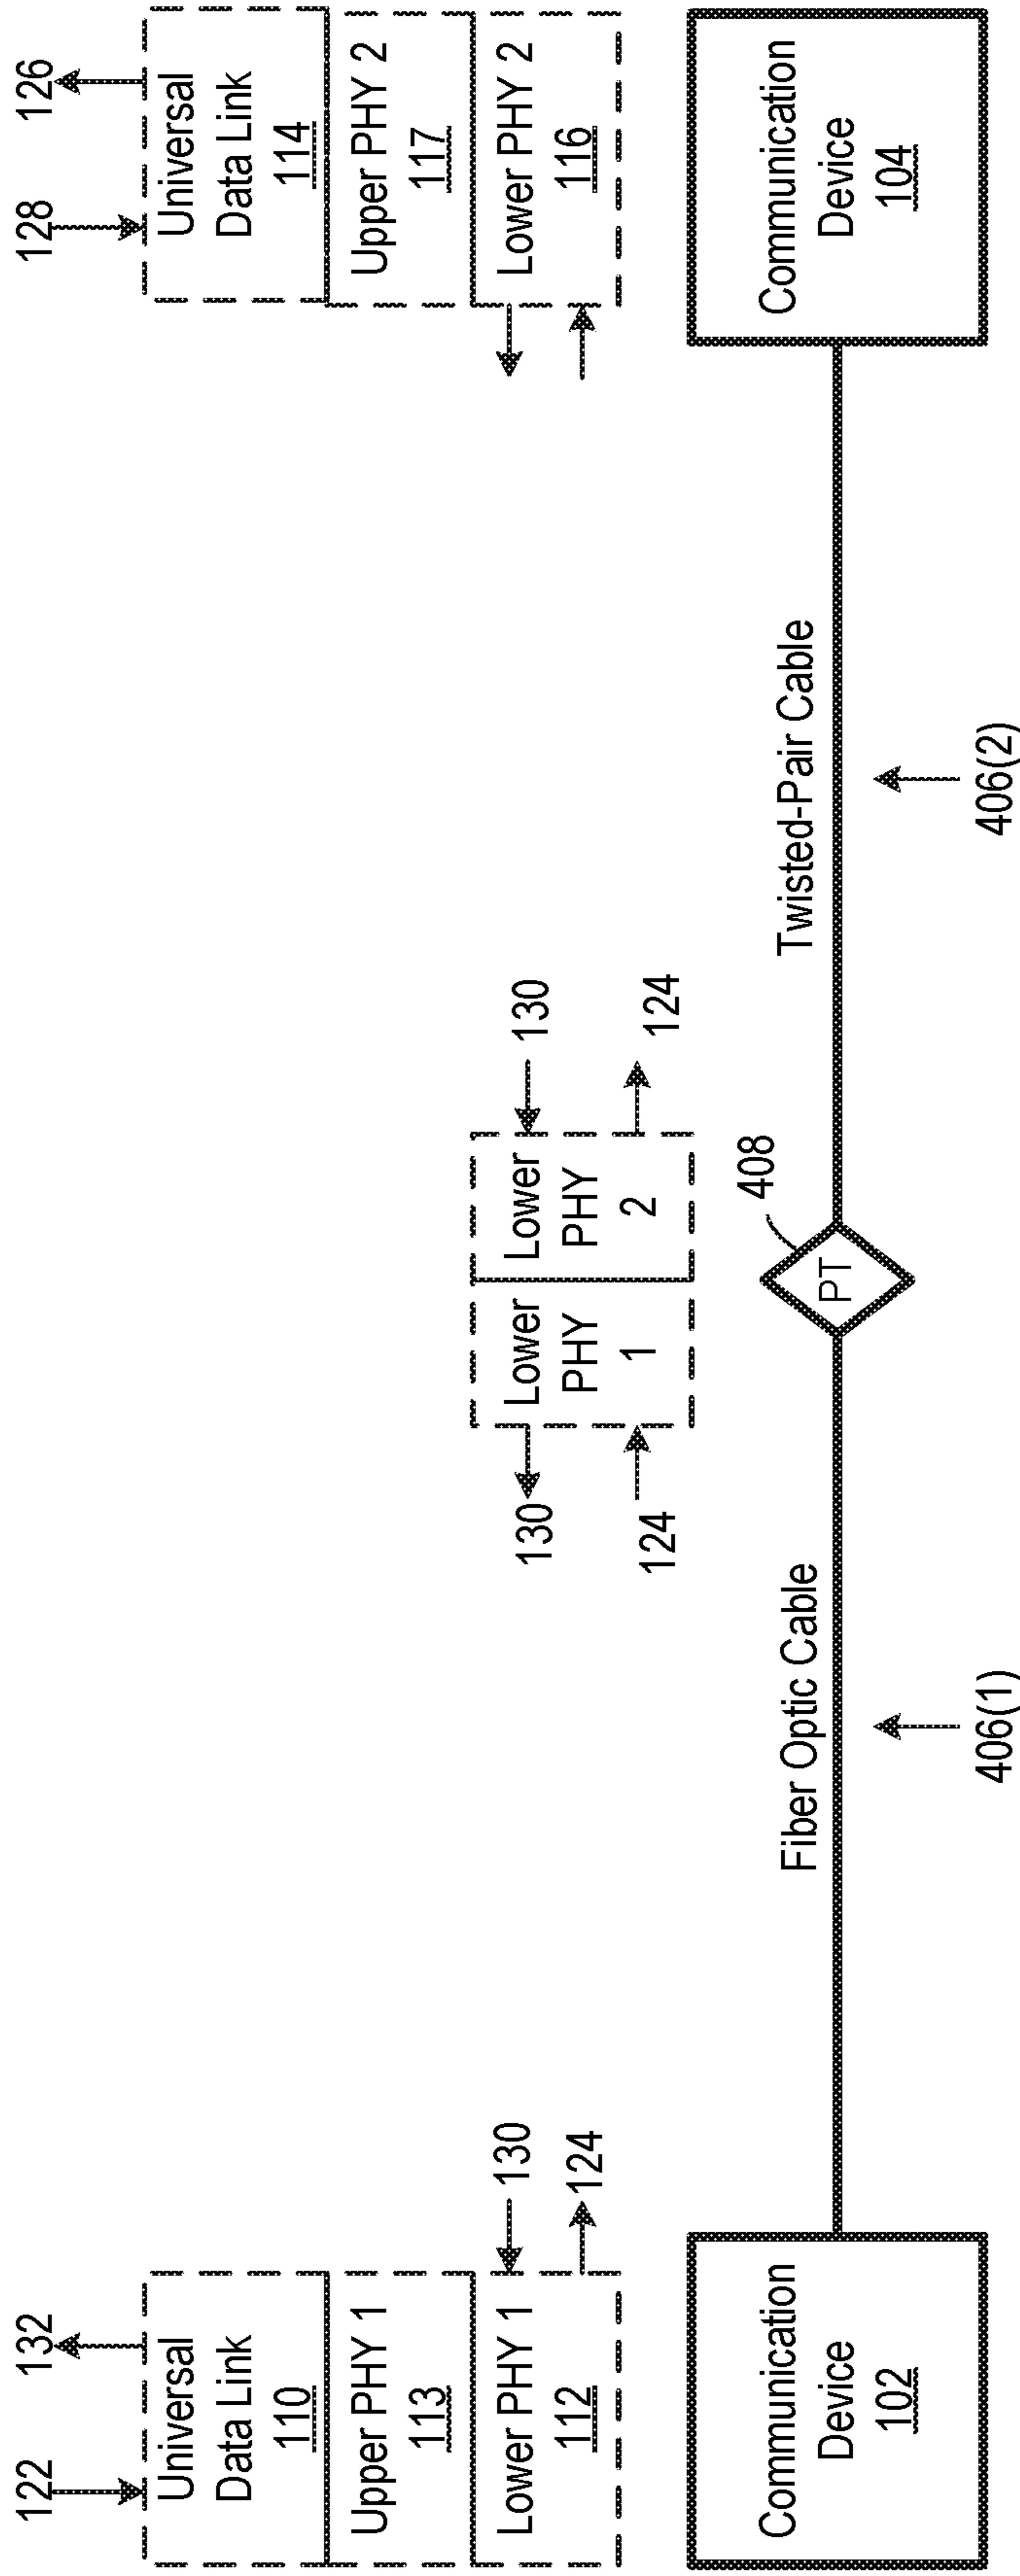 122
132
Universal
Data Link
110
Upper PHY 1
113
Lower PHY 1
112
130
124
Communication
Device
102
Fiber Optic Cable
406(1)
130
124
Lower
PHY
1
Lower
PHY
2
130
124
PT
408
Twisted-Pair Cable
406(2)
128
126
Universal
Data Link
114
Upper PHY 2
117
Lower PHY 2
116
Communication
Device
104